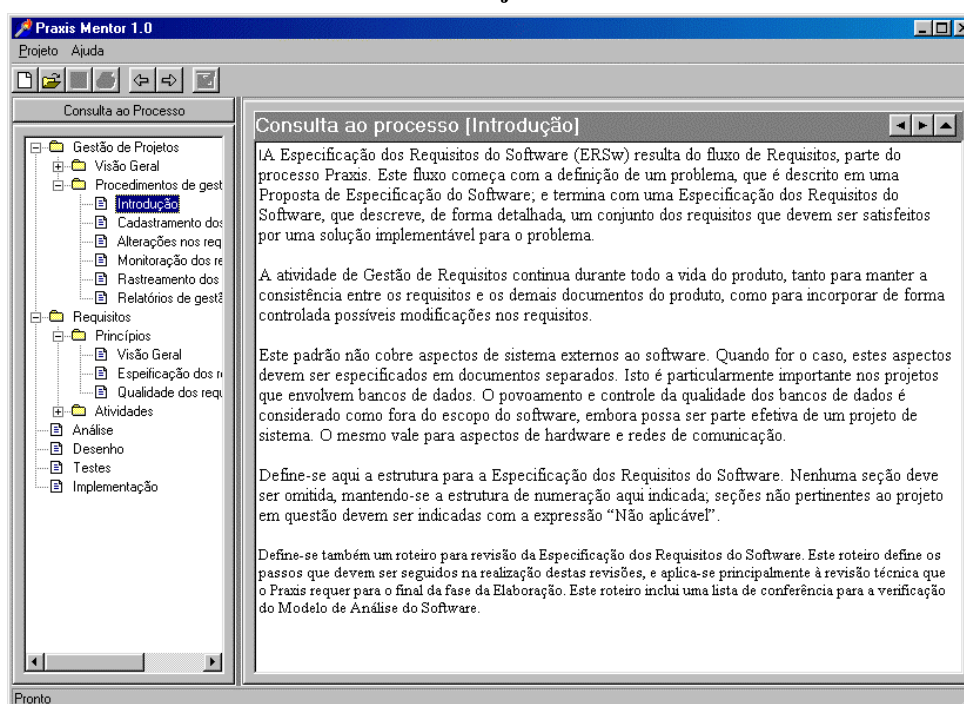 Praxis Mentor 1.0
Projeto Ajuda
Consulta ao Processo
Gestão de Projetos
Visão Geral
Procedimentos de gest
Introdução
Cadastramento dos
Alterações nos req
Monitoração dos re
Rastreamento dos
Relatórios de gestã
Requisitos
Princípios
Visão Geral
Espeificação dos r
Qualidade dos requ
Atividades
Análise
Desenho
Testes
Implementação
Consulta ao processo [Introdução]
A Especificação dos Requisitos do Software (ERSw) resulta do fluxo de Requisitos, parte do
processo Praxis. Este fluxo começa com a definição de um problema, que é descrito em uma
Proposta de Especificação do Software; e termina com uma Especificação dos Requisitos do
Software, que descreve, de forma detalhada, um conjunto dos requisitos que devem ser satisfeitos
por uma solução implementável para o problema.
A atividade de Gestão de Requisitos continua durante todo a vida do produto, tanto para manter a
consistência entre os requisitos e os demais documentos do produto, como para incorporar de forma
controlada possíveis modificações nos requisitos.
Este padrão não cobre aspectos de sistema externos ao software. Quando for o caso, estes aspectos
devem ser especificados em documentos separados. Isto é particularmente importante nos projetos
que envolvem bancos de dados. O povoamento e controle da qualidade dos bancos de dados é
considerado como fora do escopo do software, embora possa ser parte efetiva de um projeto de
sistema. O mesmo vale para aspectos de hardware e redes de comunicação.
Define-se aqui a estrutura para a Especificação dos Requisitos do Software. Nenhuma seção deve
ser omitida, mantendo-se a estrutura de numeração aqui indicada; seções não pertinentes ao projeto
em questão devem ser indicadas com a expressão “Não aplicável”.
Define-se também um roteiro para revisão da Especificação dos Requisitos do Software. Este roteiro define os
passos que devem ser seguidos na realização destas revisões, e aplica-se principalmente à revisão técnica que
o Praxis requer para o final da fase da Elaboração. Este roteiro inclui uma lista de conferência para a verificação
do Modelo de Análise do Software.
Pronto